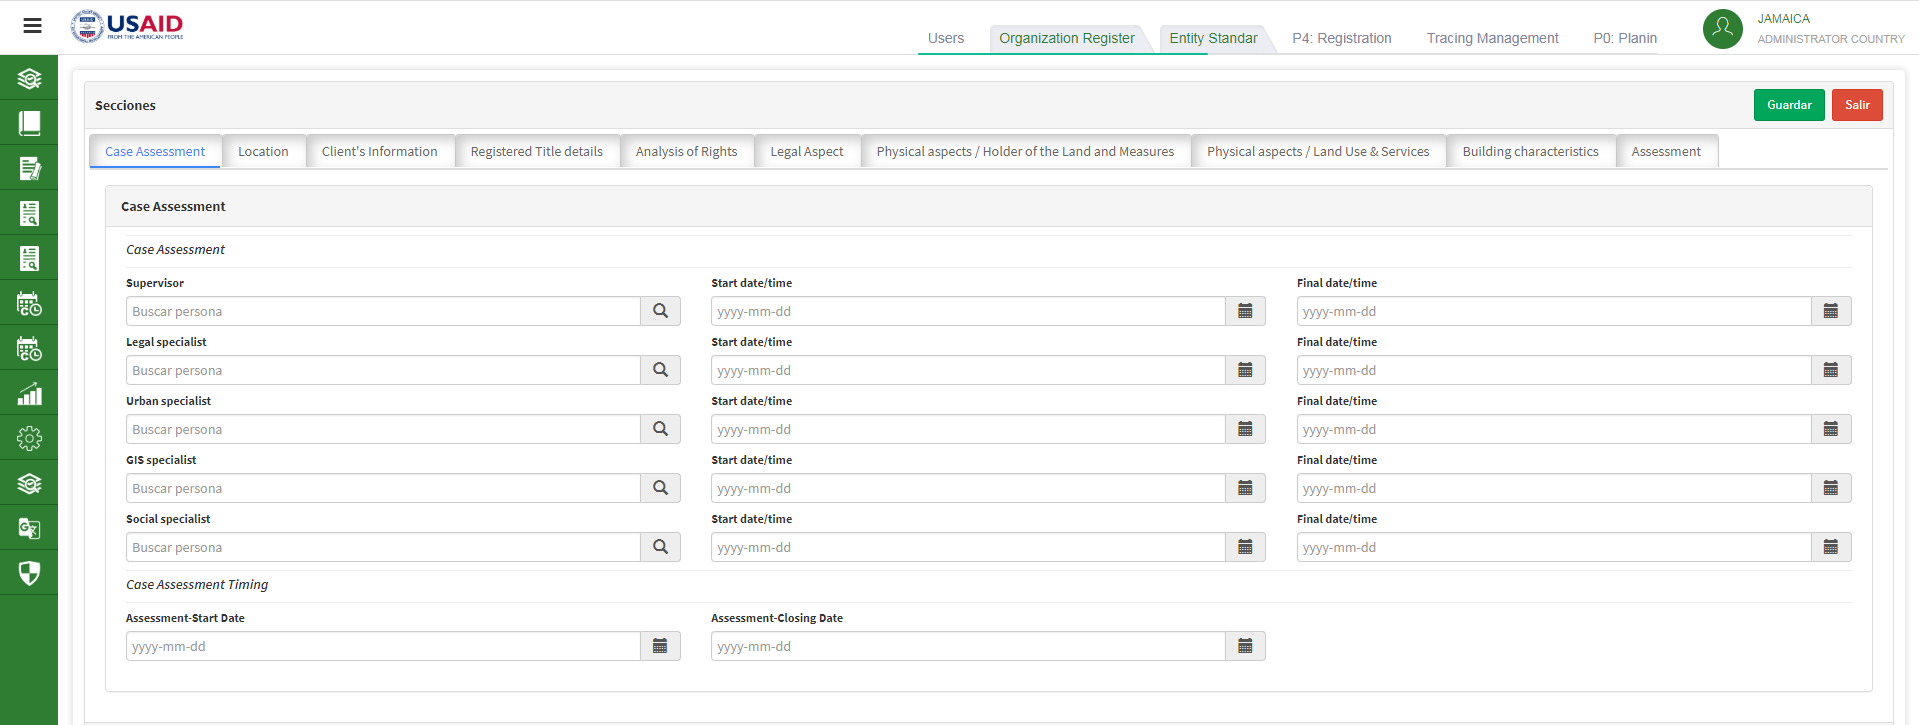 USAID
FROM THE AMERICAN PEOPLE
Users
Organization Register
Entity Standar
P4: Registration
Tracing Management
P0: Planin
JAMAICA
ADMINISTRATOR COUNTRY
Secciones
Guardar
Salir
Case Assessment
Location
Client's Information
Registered Title details
Analysis of Rights
Legal Aspect
Physical aspects / Holder of the Land and Measures
Physical aspects / Land Use & Services
Building characteristics
Assessment
Case Assessment
Case Assessment
Supervisor
Start date/time
Final date/time
Buscar persona
yyyy-mm-dd
yyyy-mm-dd
Legal specialist
Start date/time
Final date/time
Buscar persona
yyyy-mm-dd
yyyy-mm-dd
Urban specialist
Start date/time
Final date/time
Buscar persona
yyyy-mm-dd
yyyy-mm-dd
GIS specialist
Start date/time
Final date/time
Buscar persona
yyyy-mm-dd
yyyy-mm-dd
Social specialist
Start date/time
Final date/time
Buscar persona
yyyy-mm-dd
yyyy-mm-dd
Case Assessment Timing
Assessment-Start Date
Assessment-Closing Date
yyyy-mm-dd
yyyy-mm-dd